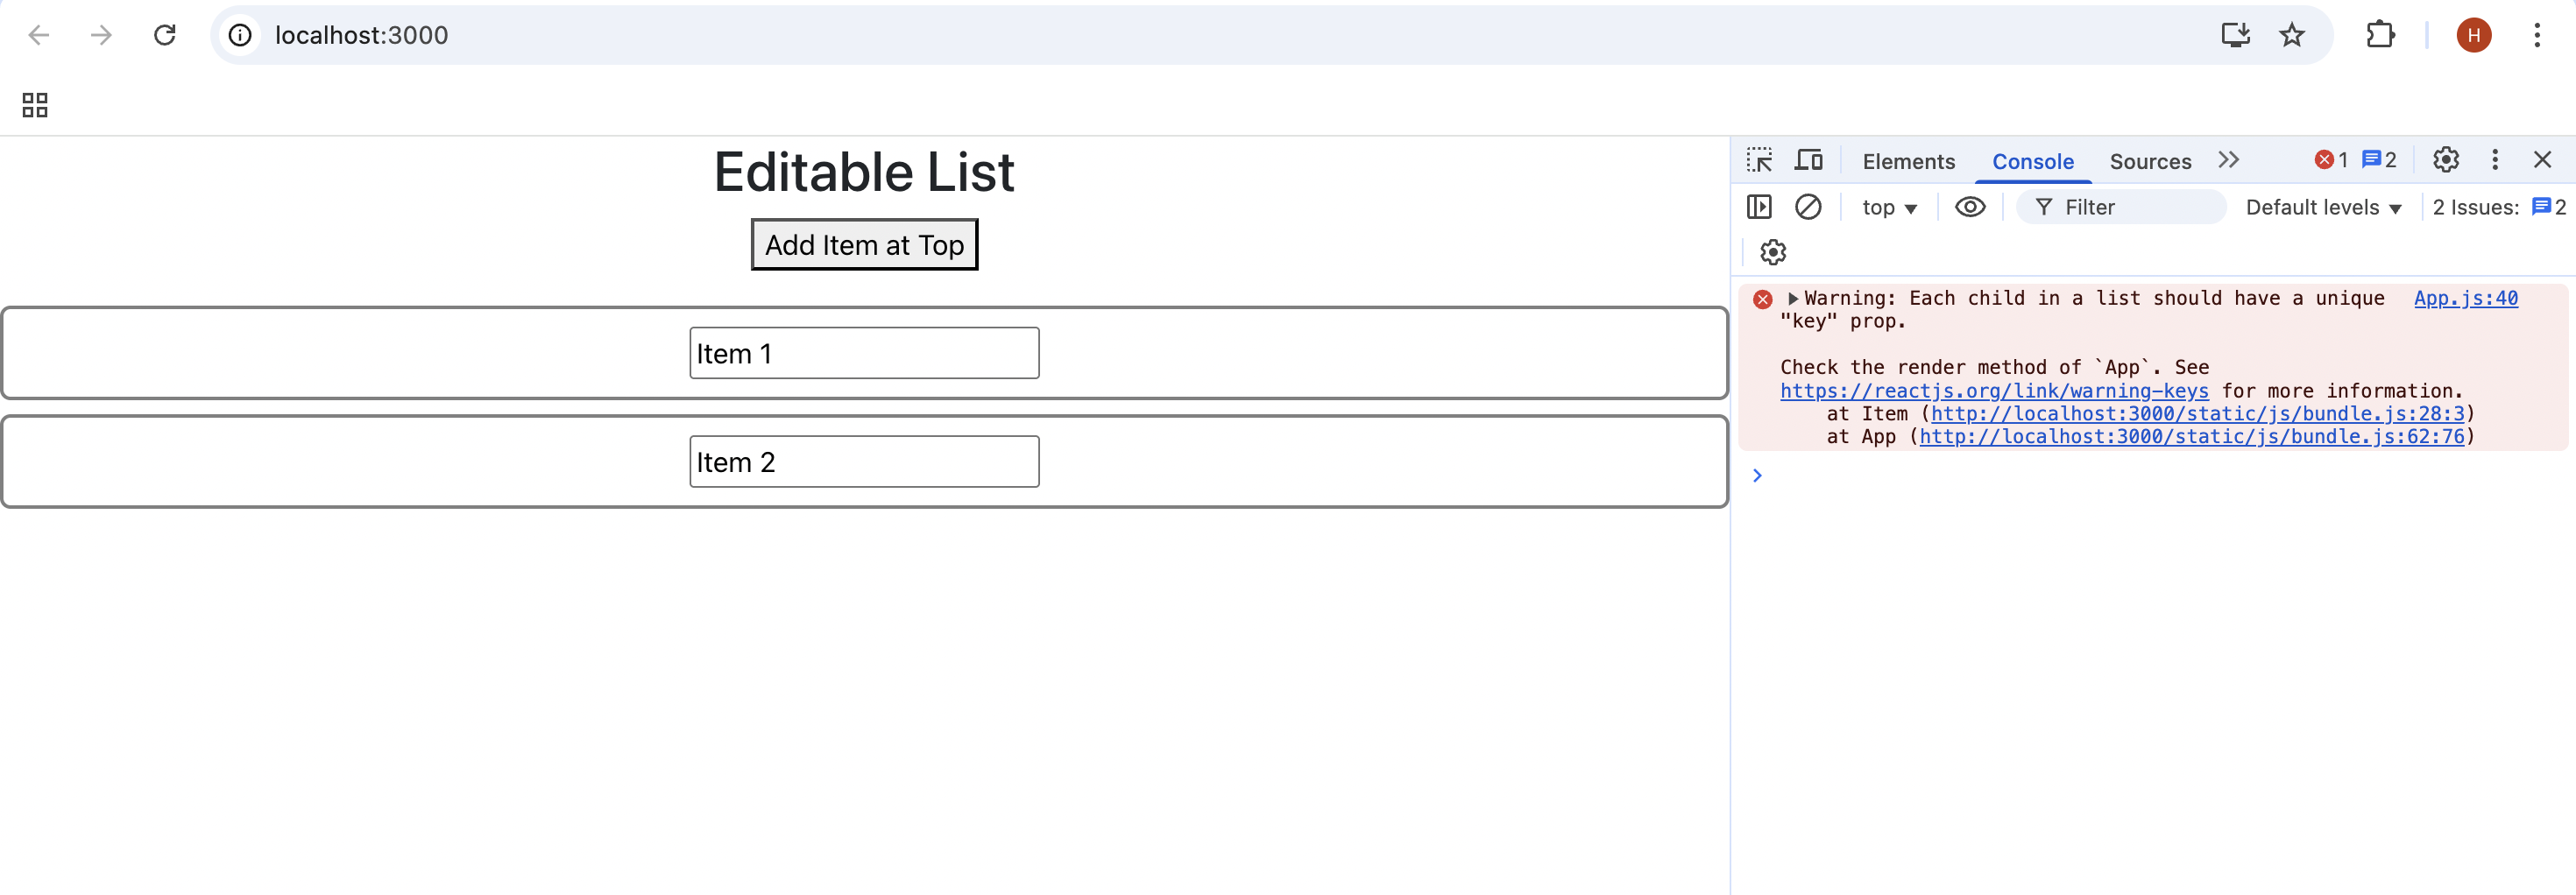 localhost:3000
H
Editable List
Add Item at Top
Item 1
Item 2
Elements Console Sources 1 2
top Filter Default levels 2 Issues: 2
Warning: Each child in a list should have a unique App.js:40
"key" prop.
Check the render method of `App`. See
https://reactjs.org/link/warning-keys for more information.
at Item (http://localhost:3000/static/js/bundle.js:28:3)
at App (http://localhost:3000/static/js/bundle.js:62:76)